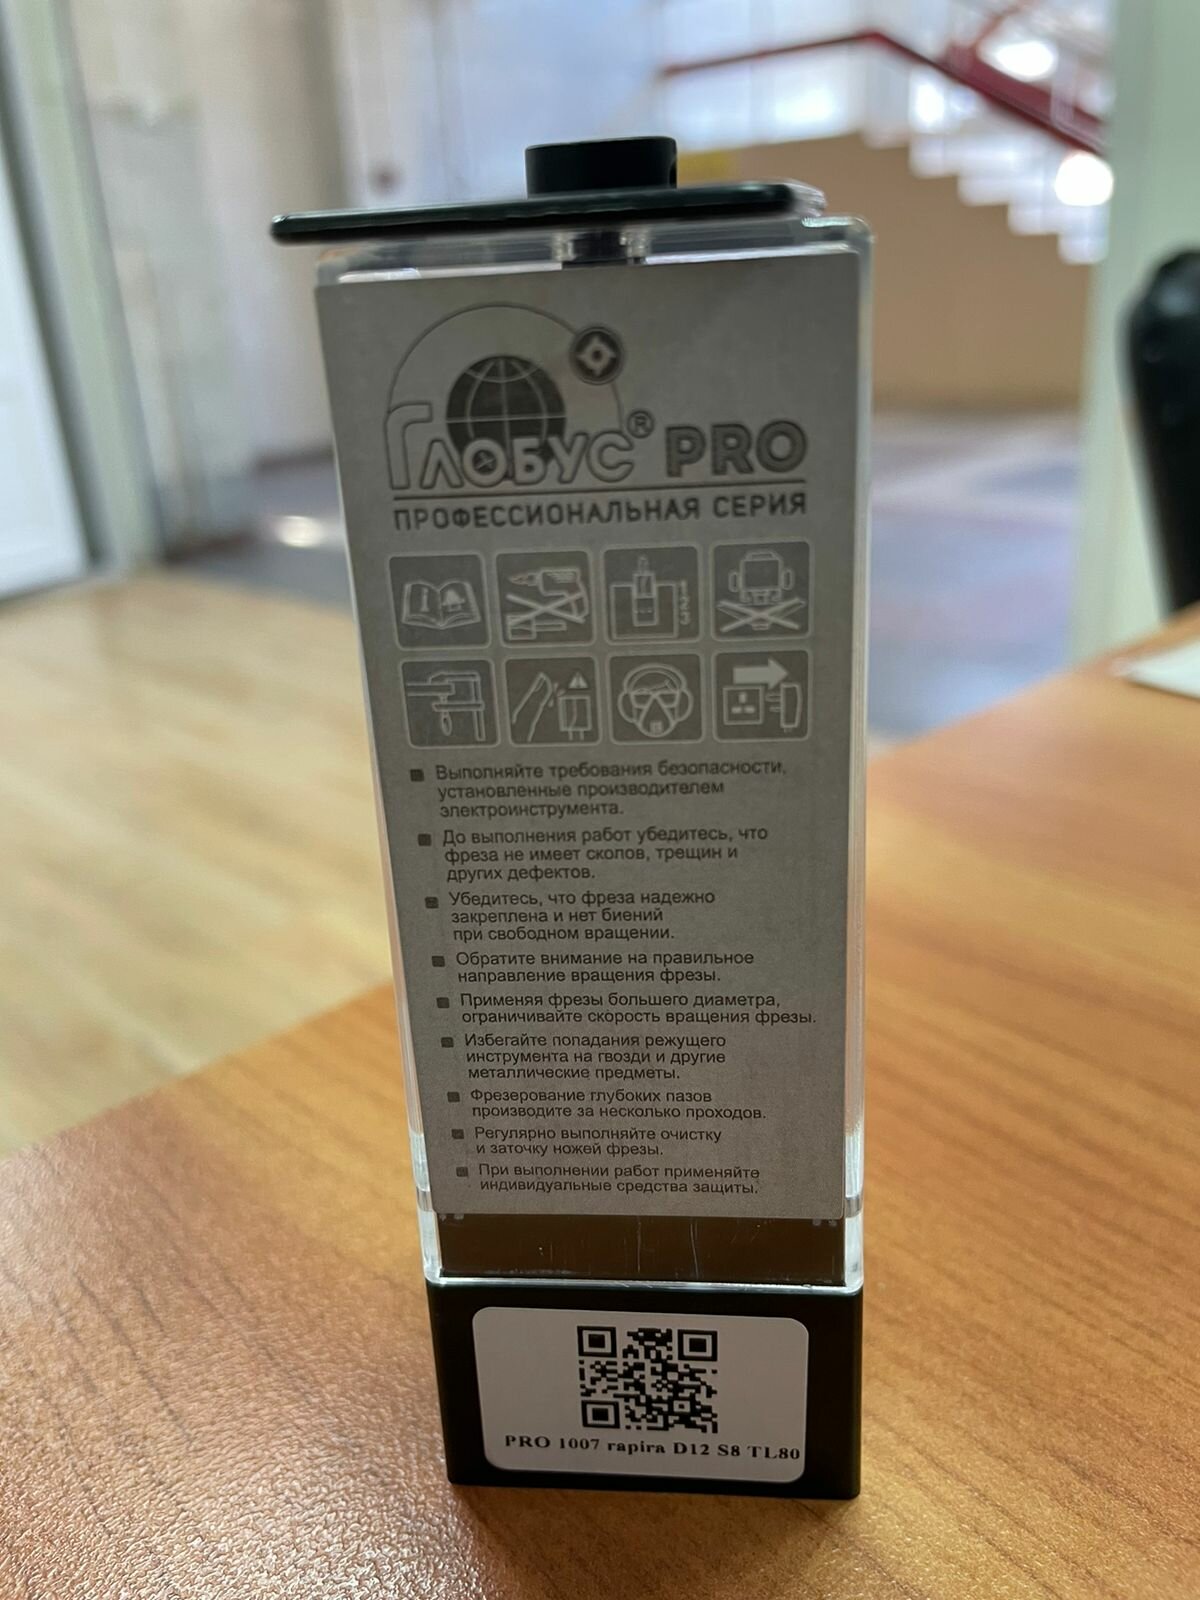 ГЛОБУС® PRO
ПРОФЕССИОНАЛЬНАЯ СЕРИЯ
1
2
3
Выполняйте требования безопасности,
установленные производителем
электроинструмента.
До выполнения работ убедитесь, что
фреза не имеет сколов, трещин и
других дефектов.
Убедитесь, что фреза надежно
закреплена и нет биений
при свободном вращении.
Обратите внимание на правильное
направление вращения фрезы.
Применяя фрезы большего диаметра,
ограничивайте скорость вращения фрезы.
Избегайте попадания режущего
инструмента на гвозди и другие
металлические предметы.
Фрезерование глубоких пазов
производите за несколько проходов.
Регулярно выполняйте очистку
и заточку ножей фрезы.
При выполнении работ применяйте
индивидуальные средства защиты.
PRO 1007 rapira D12 S8 TL80